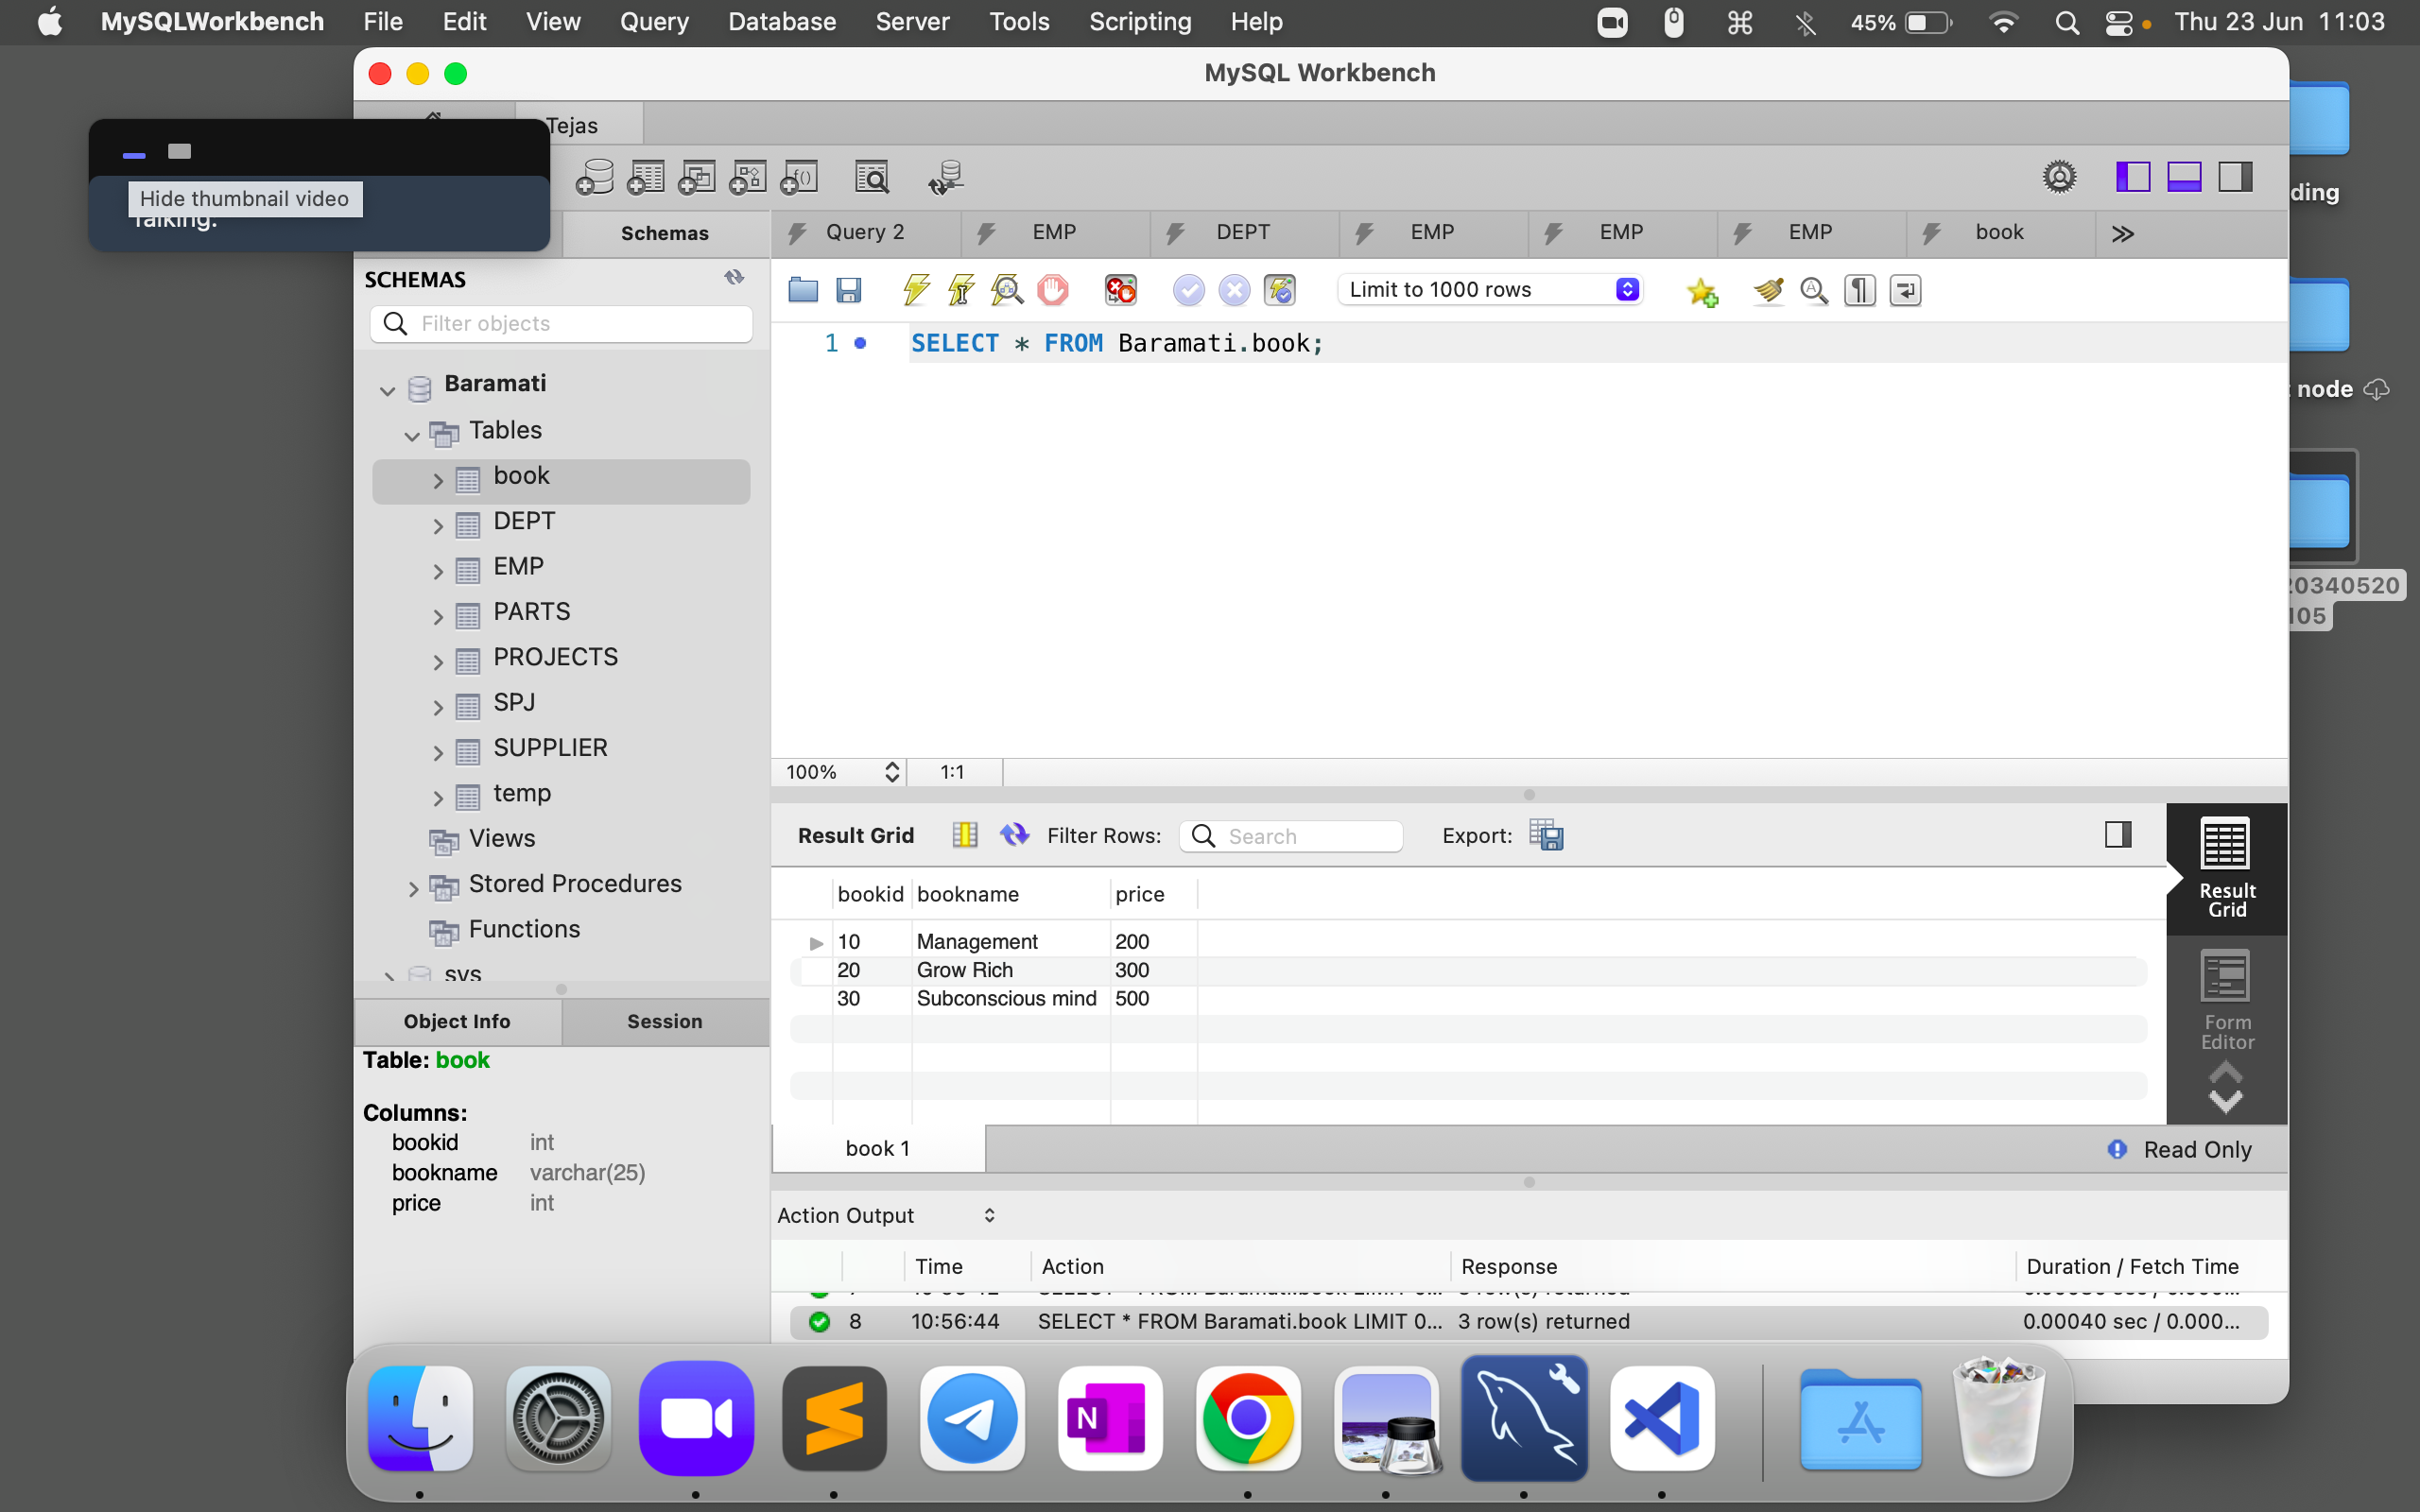 MySQLWorkbench File Edit View Query Database Server Tools Scripting Help 45% Thu 23 Jun 11:03
MySQL Workbench
Tejas
Hide thumbnail video
Talking:
Schemas
Query 2 EMP DEPT EMP EMP EMP book
SCHEMAS
Filter objects
Limit to 1000 rows
1 SELECT * FROM Baramati.book;
Baramati
Tables
book
DEPT
EMP
PARTS
PROJECTS
SPJ
SUPPLIER
temp
Views
Stored Procedures
Functions
sys
100% 1:1
Result Grid Filter Rows: Search Export:
bookid bookname price
10 Management 200
20 Grow Rich 300
30 Subconscious mind 500
Result
Grid
Form
Editor
book 1 Read Only
Object Info Session
Table: book
Columns:
bookid int
bookname varchar(25)
price int
Action Output
Time Action Response Duration / Fetch Time
8 10:56:44 SELECT * FROM Baramati.book LIMIT 0... 3 row(s) returned 0.00040 sec / 0.000...
ding
node
20340520
105
N